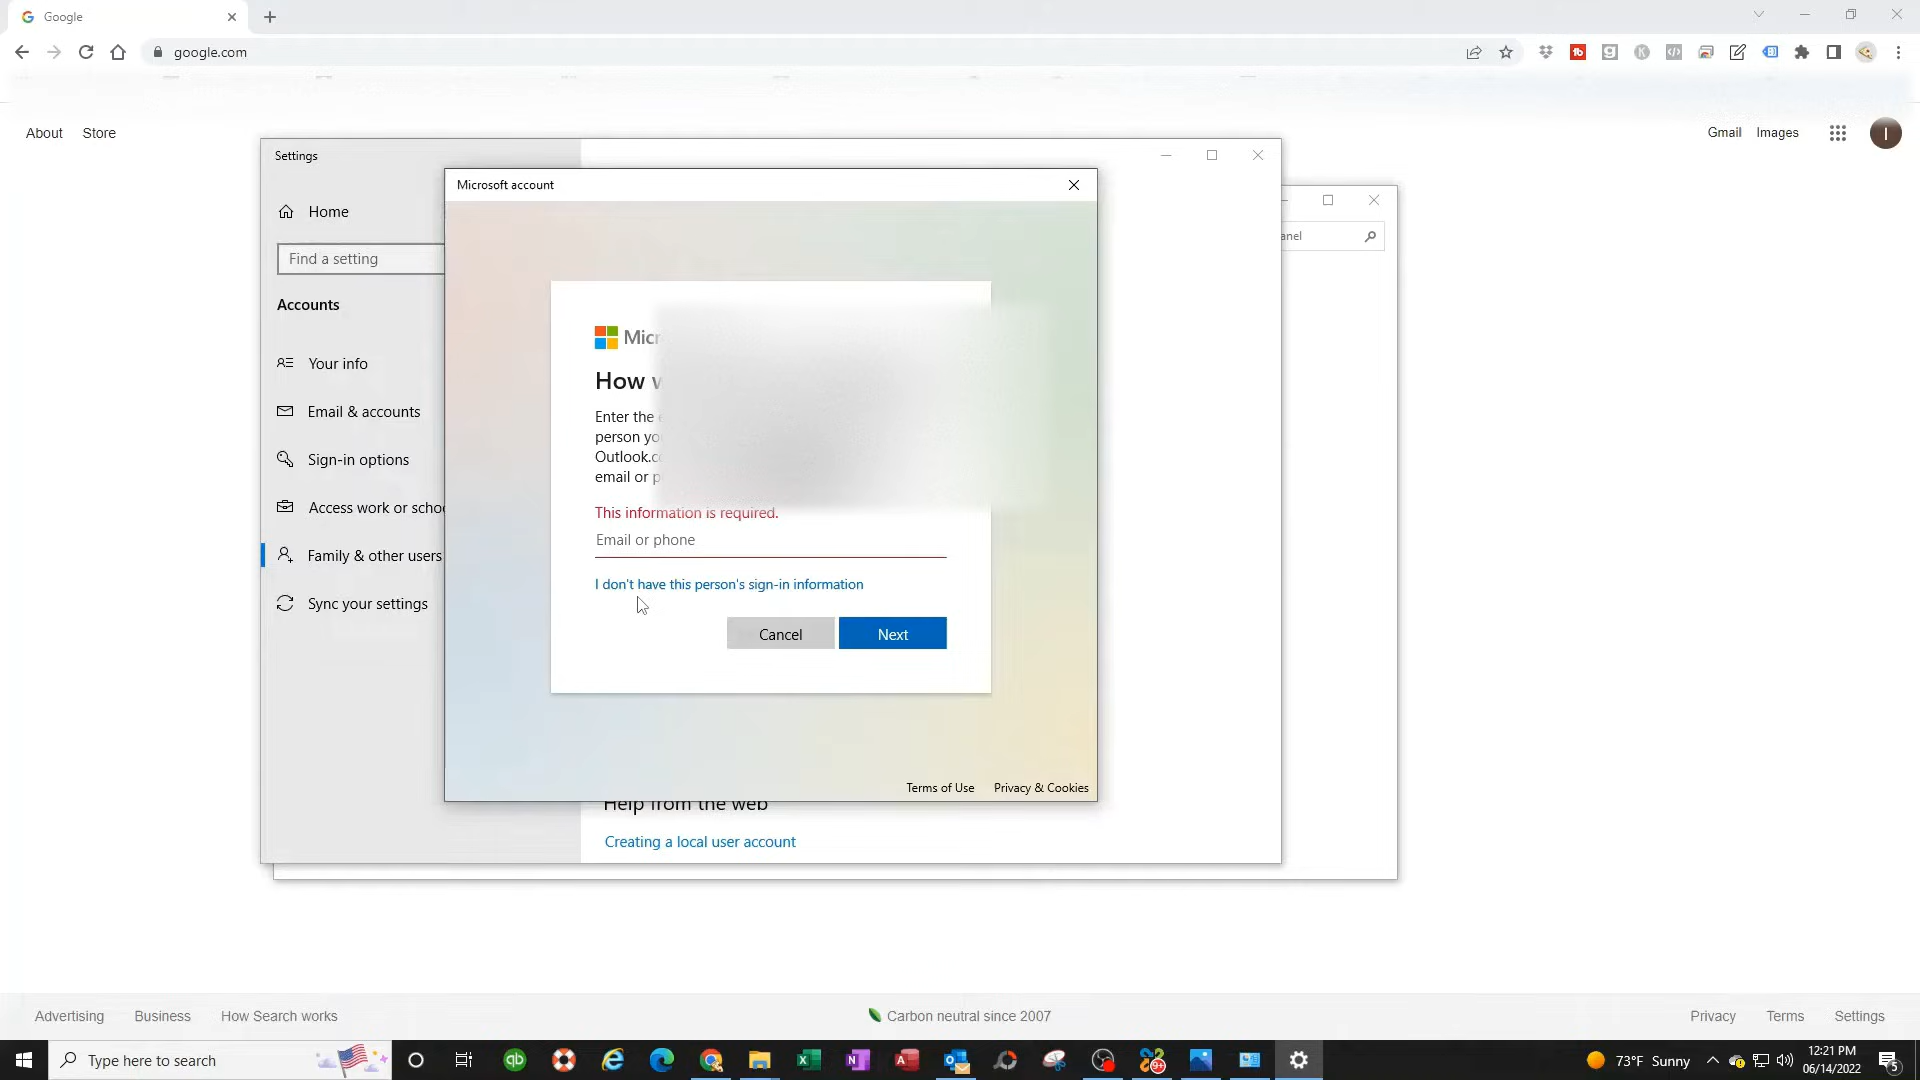 Google
google.com
About Store
Gmail Images
I
Settings
Microsoft account
Home
anel
Find a setting
Accounts
Your info
Email & accounts
Sign-in options
Access work or schoo
Family & other users
Sync your settings
How
Enter the
person yo
Outlook.c
email or p
This information is required.
Email or phone
I don't have this person's sign-in information
Cancel Next
Terms of Use Privacy & Cookies
Help from the web
Creating a local user account
Advertising Business How Search works
Carbon neutral since 2007
Privacy Terms Settings
Type here to search
73°F Sunny
12:21 PM
06/14/2022